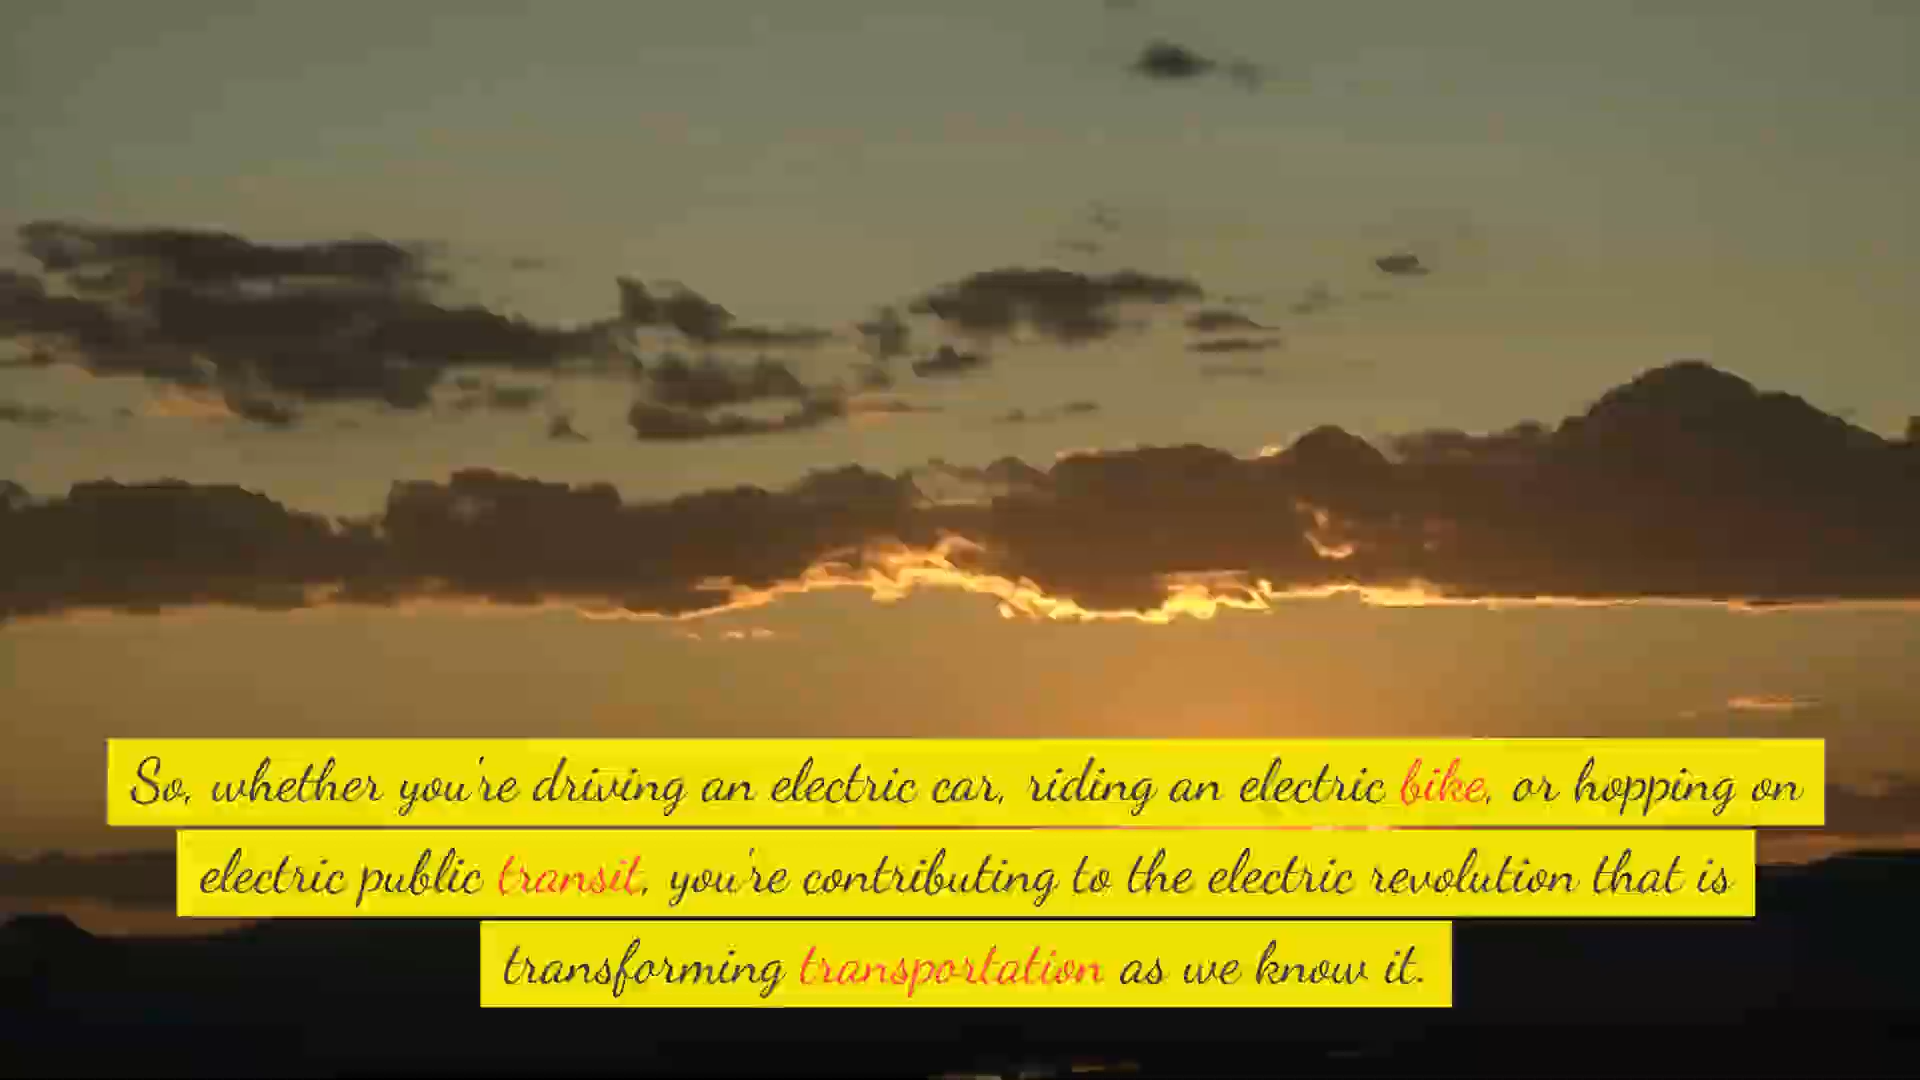 So, whether you're driving an electric car, riding an electric bike, or hopping on
electric public transit, you're contributing to the electric revolution that is
transforming transportation as we know it.